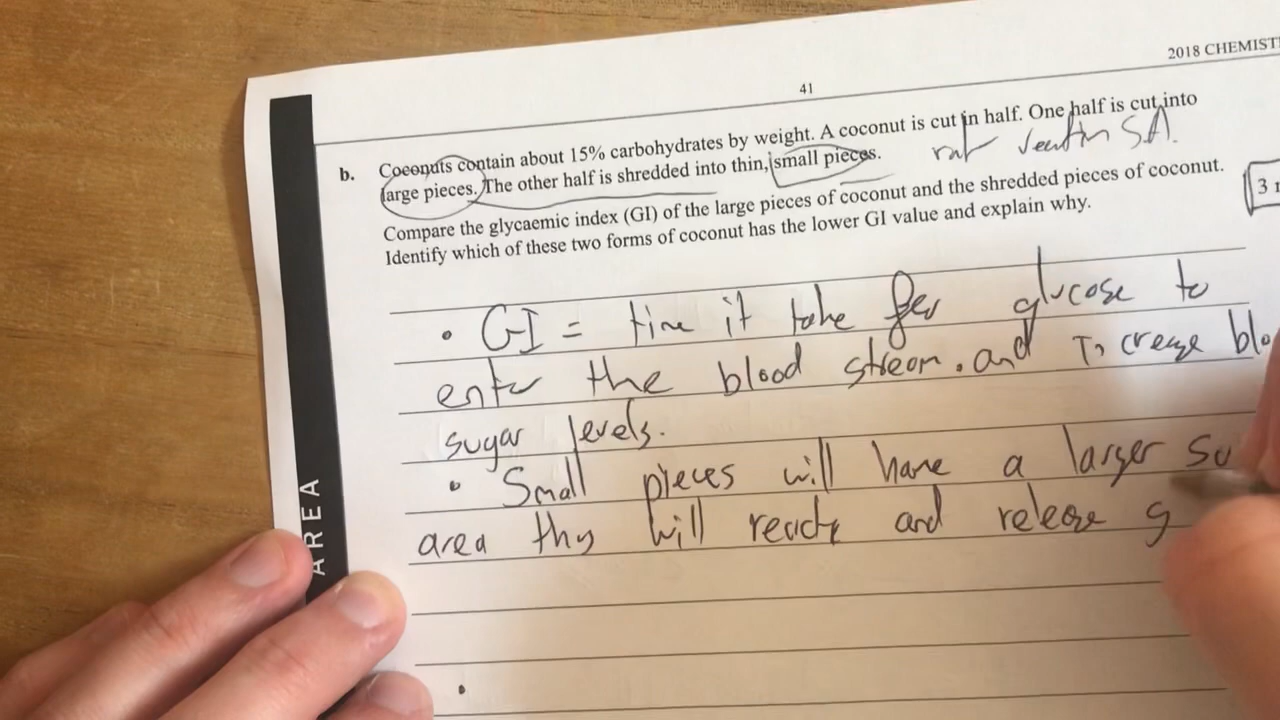 2018 CHEMIST
41
b. Coconuts contain about 15% carbohydrates by weight. A coconut is cut in half. One half is cut into
large pieces. The other half is shredded into thin, small pieces.
SA.
Compare the glycaemic index (GI) of the large pieces of coconut and the shredded pieces of coconut.
3
Identify which of these two forms of coconut has the lower GI value and explain why.
• GI = time it take for glucose to
enter the blood stream. and increase blo
sugar levels.
• Small pieces will have a larger su
area thus will and release g
AREA
•